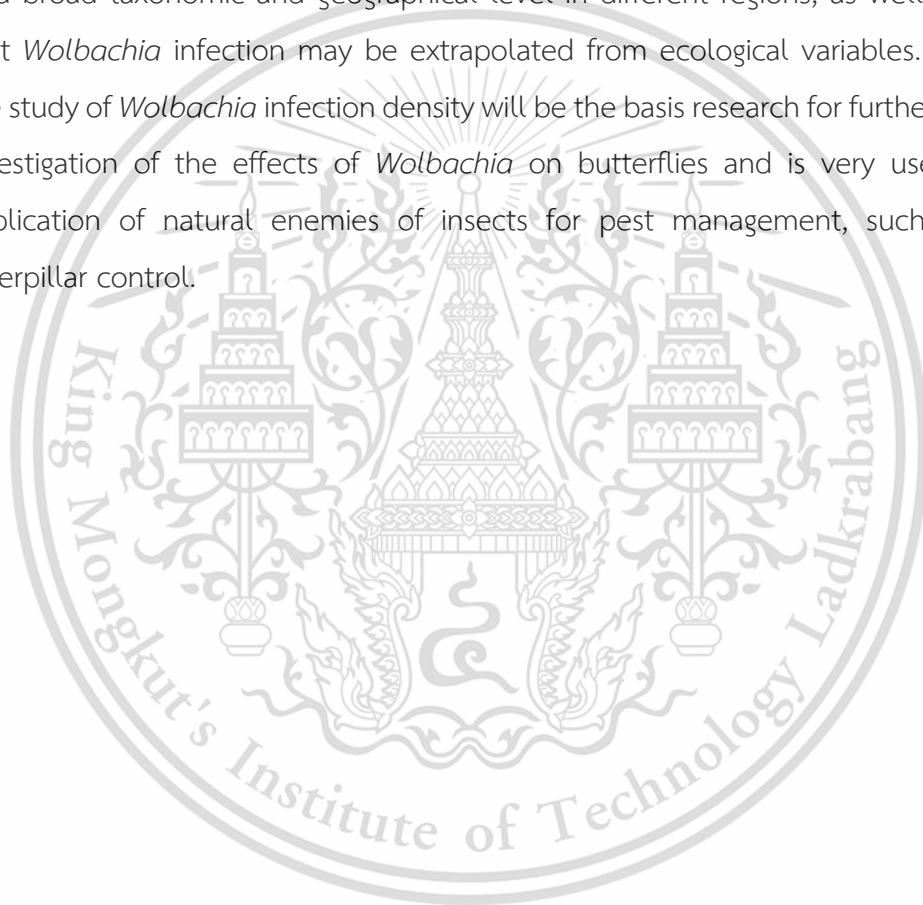 a broad taxonomic and geographical level in different regions, as well
t Wolbachia infection may be extrapolated from ecological variables.
study of Wolbachia infection density will be the basis research for furthe
estigation of the effects of Wolbachia on butterflies and is very use
plication of natural enemies of insects for pest management, such
erpillar control.
King Mongkut's Institute of Technology Ladkrabang